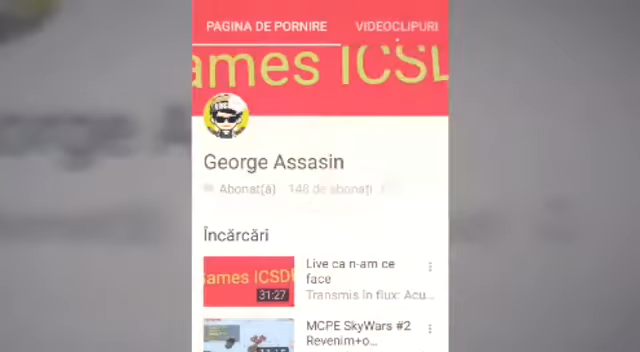 PAGINA DE PORNIRE VIDEOCLIPURI
ames ICSD
George Assasin
Abonat(ă) 148 de abonați
Încărcări
Live ca n-am ce
face
Games ICSD
31:27
Transmis în flux: Acu...
MCPE SkyWars #2
Revenim+o...